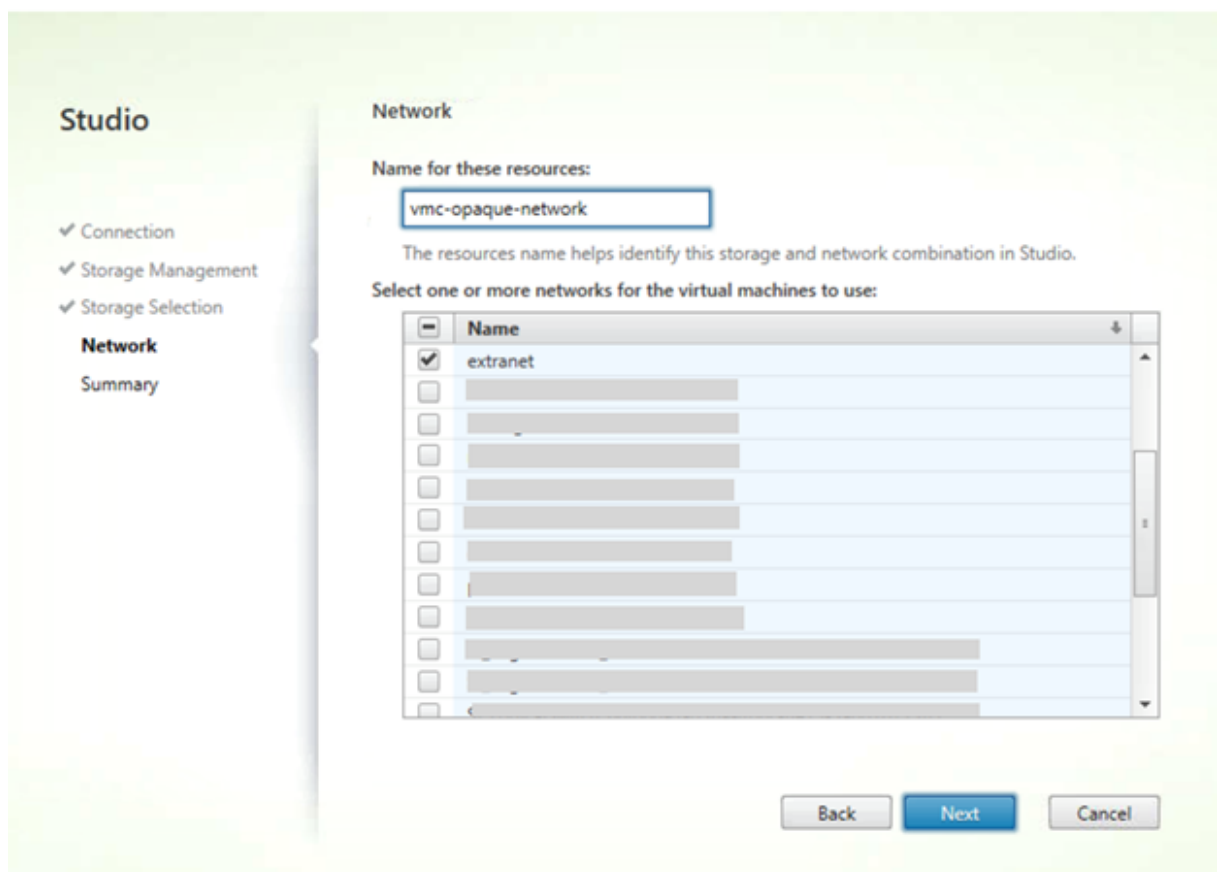 Studio
Connection
Storage Management
Storage Selection
Network
Summary
Network
Name for these resources:
vmc-opaque-network
The resources name helps identify this storage and network combination in Studio.
Select one or more networks for the virtual machines to use:
Name
extranet
Back Next Cancel